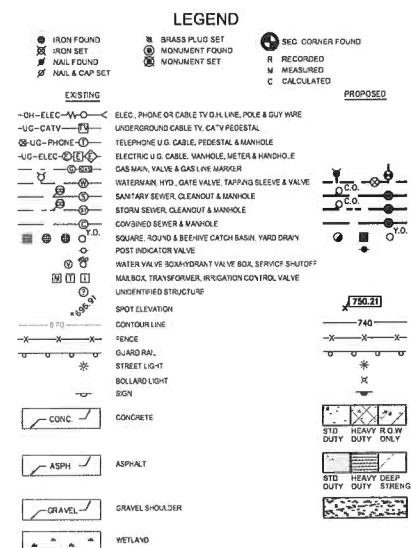 LEGEND
IRON FOUND
IRON SET
NAIL FOUND
NAIL & CAP SET
BRASS PLUG SET
MONUMENT FOUND
MONUMENT SET
SEC CORNER FOUND
R RECORDED
M MEASURED
C CALCULATED
EXISTING
PROPOSED
-OH-ELEC- ELEC., PHONE OR CABLE TV O.H. LINE, POLE & GUY WIRE
-UG-CATV-TV- UNDERGROUND CABLE TV, CATV PEDESTAL
-UG-PHONE-T- TELEPHONE U.G. CABLE, PEDESTAL & MANHOLE
-UG-ELEC-E-E-E- ELECTRIC U.G. CABLE, MANHOLE, METER & HANDHOLE
G GAS MAIN, VALVE & GAS LINE MARKER
W WATERMAIN, HYD., GATE VALVE, TAPPING SLEEVE & VALVE
S SANITARY SEWER, CLEANOUT & MANHOLE C.O.
ST STORM SEWER, CLEANOUT & MANHOLE C.O.
C COMBINED SEWER & MANHOLE
Y.D. SQUARE, ROUND & BEEHIVE CATCH BASIN, YARD DRAIN Y.D.
POST INDICATOR VALVE
V WATER VALVE BOX/HYDRANT VALVE BOX, SERVICE SHUTOFF
M T I MAILBOX, TRANSFORMER, IRRIGATION CONTROL VALVE
? UNIDENTIFIED STRUCTURE
*696.91 SPOT ELEVATION 750.21
670 CONTOUR LINE 740
-X-X-X- FENCE -X-X-X-
GUARD RAIL
STREET LIGHT
BOLLARD LIGHT
SIGN
CONC. CONCRETE
STD HEAVY R.O.W
DUTY DUTY ONLY
ASPH ASPHALT
STD HEAVY DEEP
DUTY DUTY STRENG
GRAVEL GRAVEL SHOULDER
WETLAND